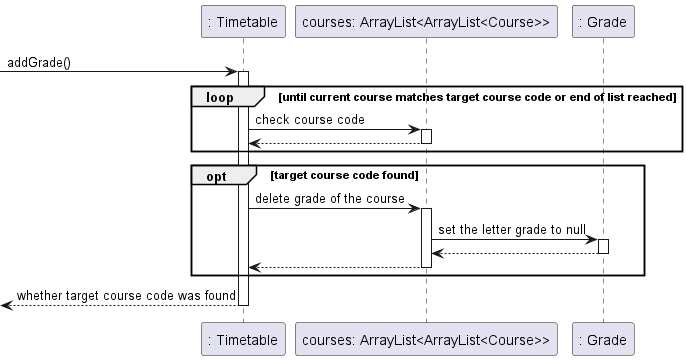 : Timetable
courses: ArrayList<ArrayList<Course>>
: Grade
addGrade()
loop
[until current course matches target course code or end of list reached]
check course code
opt
[target course code found]
delete grade of the course
set the letter grade to null
whether target course code was found
: Timetable
courses: ArrayList<ArrayList<Course>>
: Grade